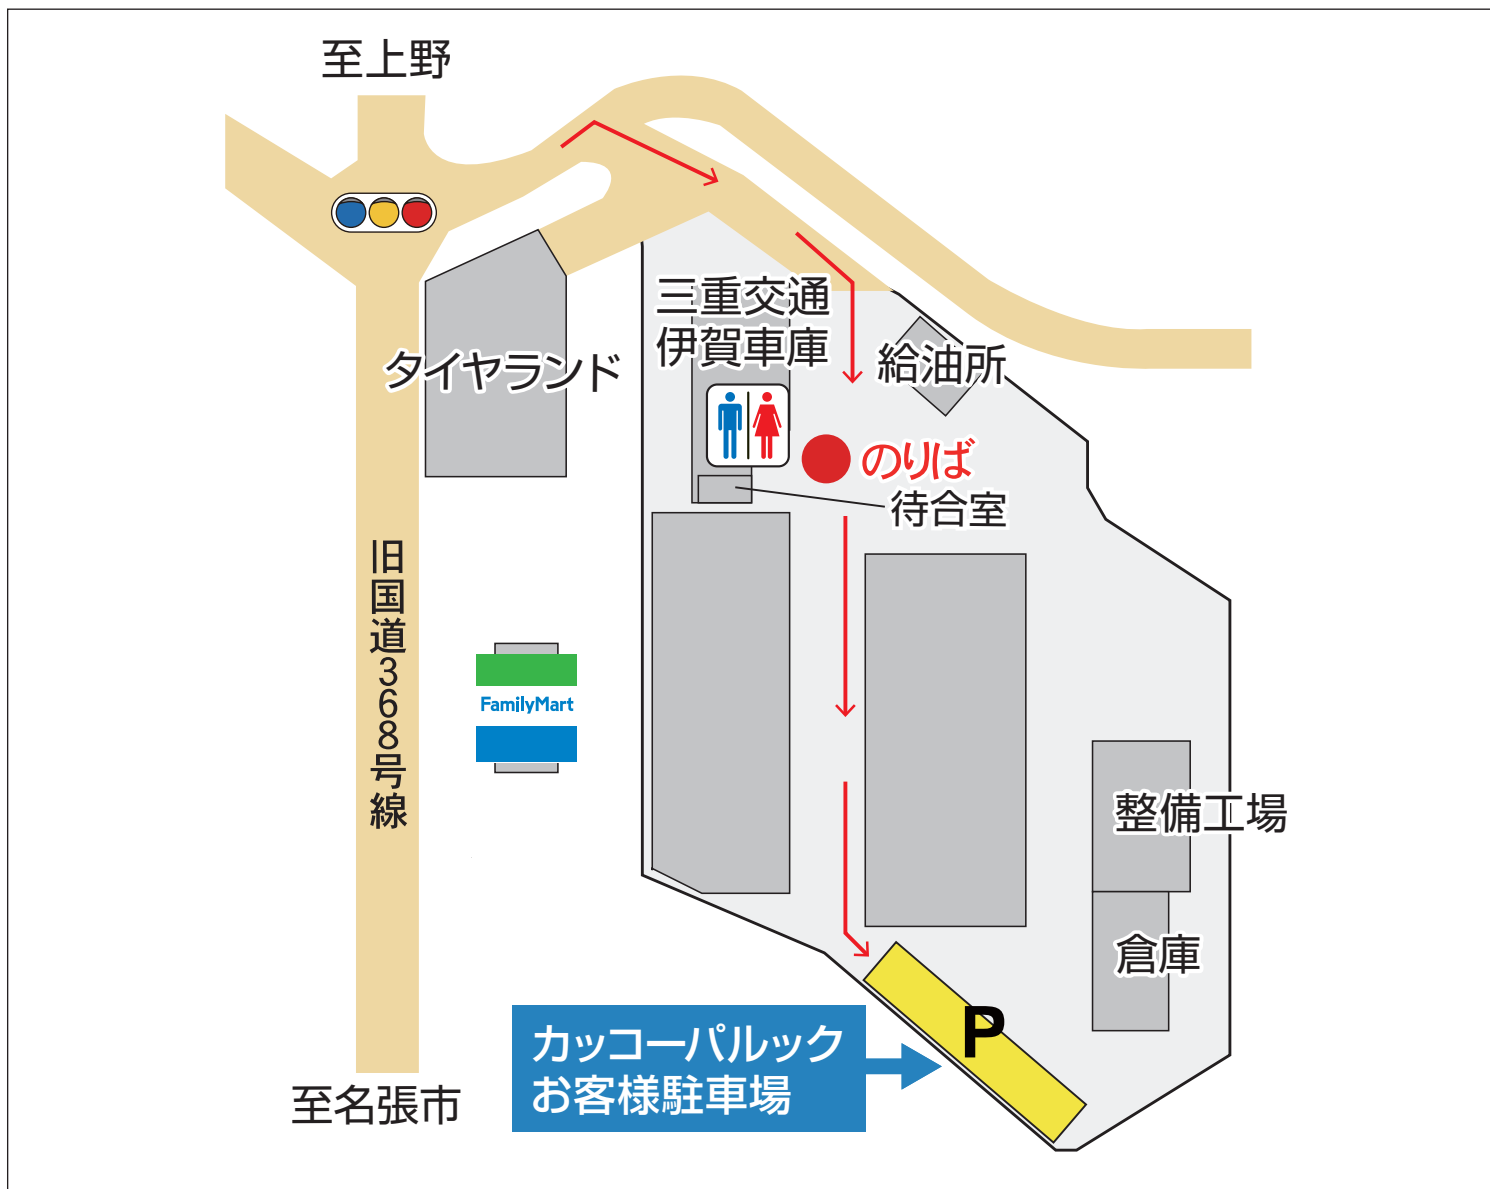 至上野
三重交通
伊賀車庫
給油所
タイヤランド
のりば
待合室
旧国道368号線
FamilyMart
整備工場
倉庫
P
カッコーパルック
お客様駐車場
至名張市